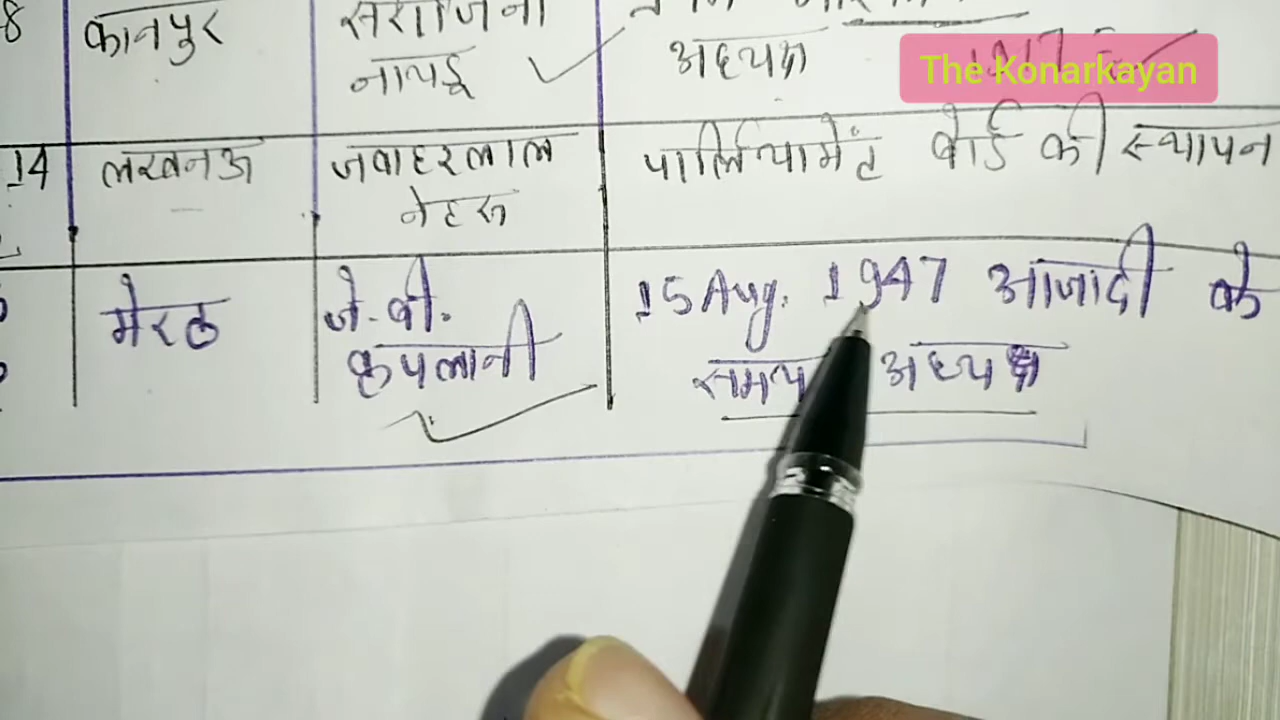 8 कानपुर सरोजिनी
नायडू अध्यक्ष The Konarkayan
14 लखनऊ जवाहरलाल पार्लियामेंट बोर्ड की स्थापन
नेहरू
मेरठ जे. बी. 15 Aug. 1947 आजादी के
कृपलानी समय अध्यक्ष